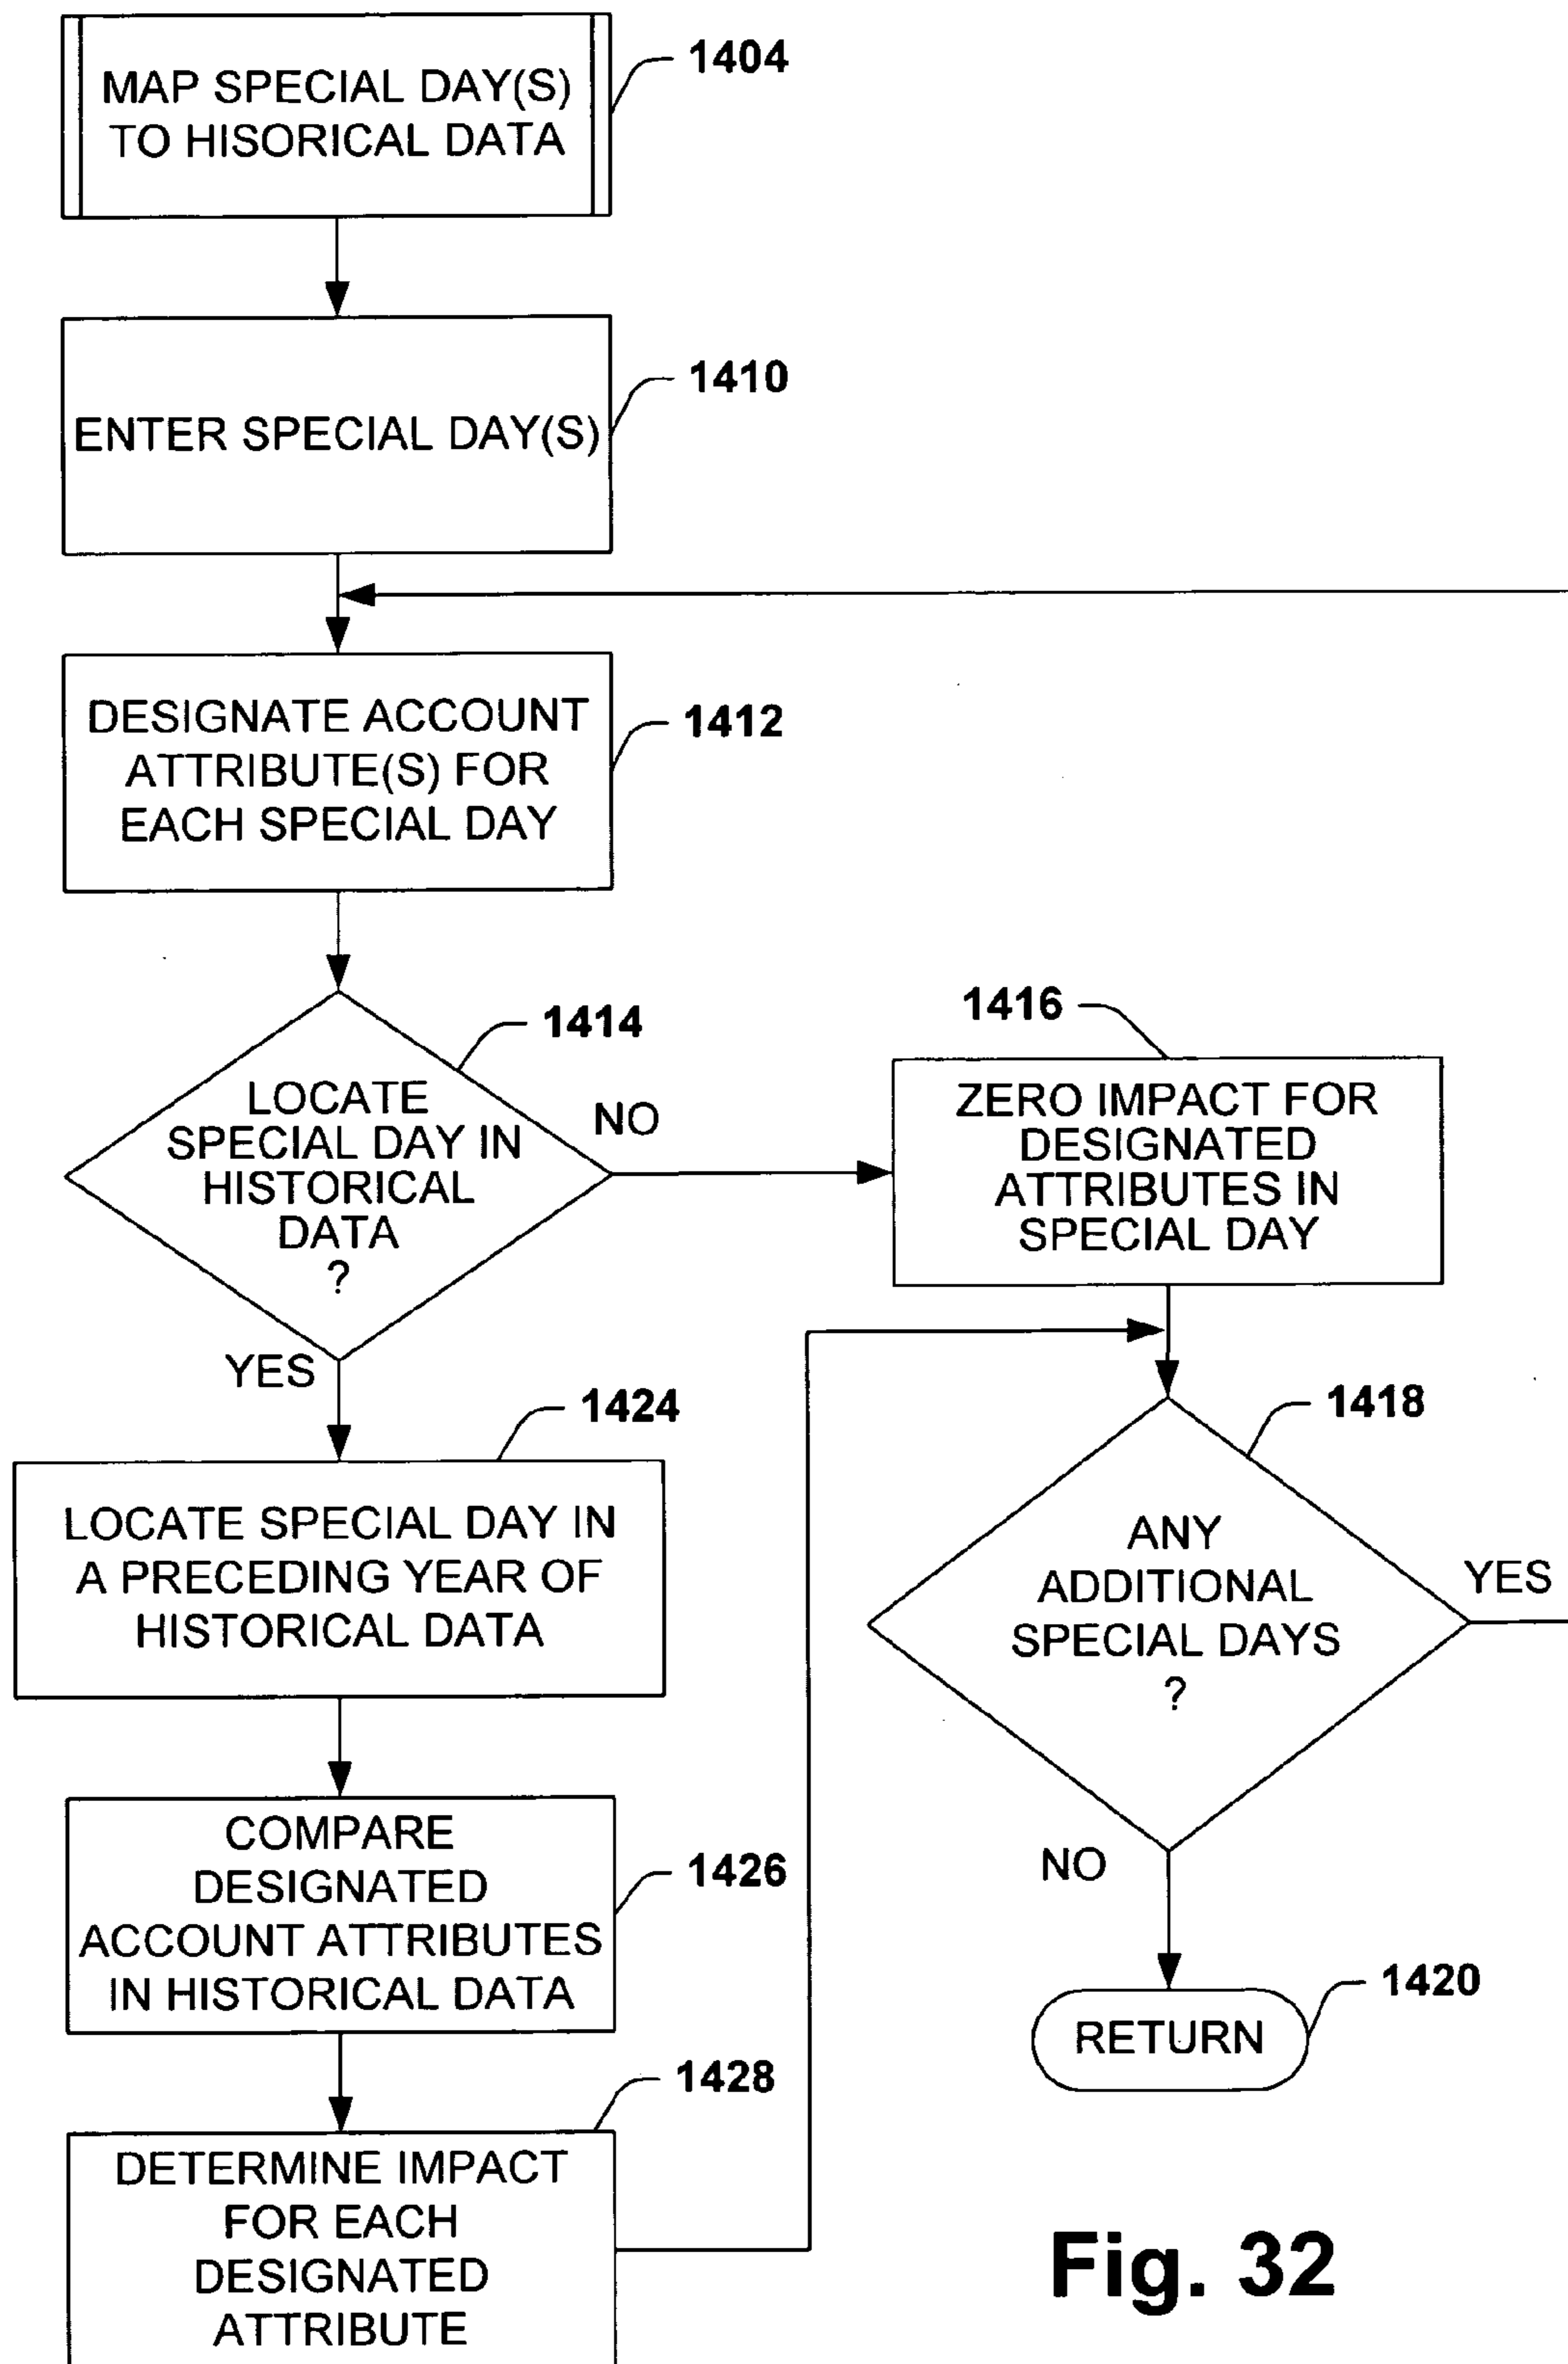 MAP SPECIAL DAY(S)
TO HISORICAL DATA
1404
ENTER SPECIAL DAY(S)
1410
DESIGNATE ACCOUNT
ATTRIBUTE(S) FOR
EACH SPECIAL DAY
1412
LOCATE
SPECIAL DAY IN
HISTORICAL
DATA
?
1414
NO
YES
1416
ZERO IMPACT FOR
DESIGNATED
ATTRIBUTES IN
SPECIAL DAY
1418
ANY
ADDITIONAL
SPECIAL DAYS
?
YES
NO
1420
RETURN
1424
LOCATE SPECIAL DAY IN
A PRECEDING YEAR OF
HISTORICAL DATA
COMPARE
DESIGNATED
ACCOUNT ATTRIBUTES
IN HISTORICAL DATA
1426
1428
DETERMINE IMPACT
FOR EACH
DESIGNATED
ATTRIBUTE
Fig. 32